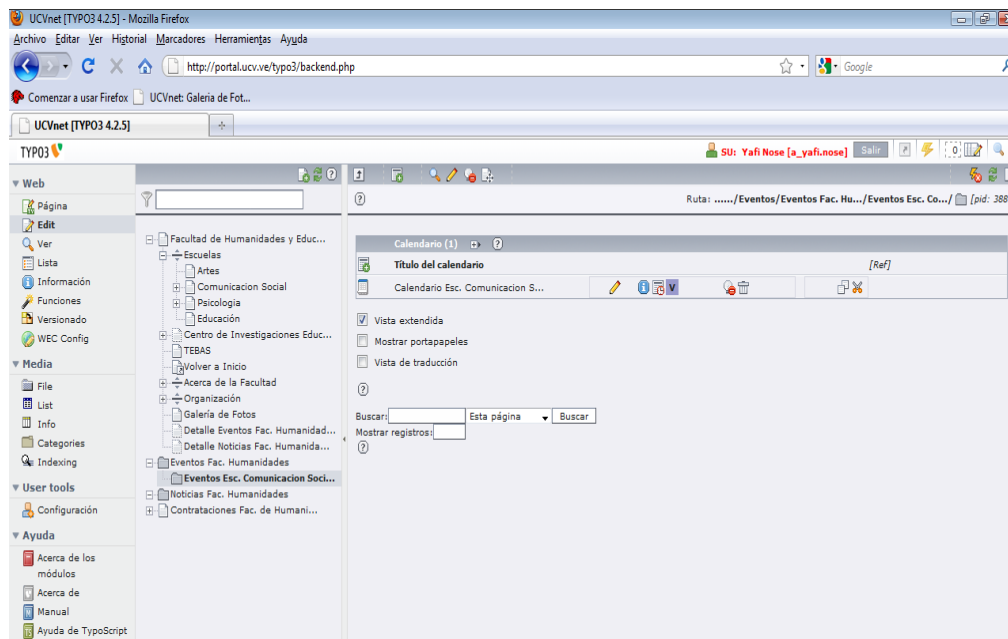 UCVnet [TYPO3 4.2.5] - Mozilla Firefox
Archivo Editar Ver Historial Marcadores Herramientas Ayuda
http://portal.ucv.ve/typo3/backend.php
Google
Comenzar a usar Firefox UCVnet: Galeria de Fot...
UCVnet [TYPO3 4.2.5]
TYPO3
SU: Yafi Nose [a_yafi.nose] Salir
0
Web
Página
Edit
Ver
Lista
Información
Funciones
Versionado
WEC Config
Media
File
List
Info
Categories
Indexing
User tools
Configuración
Ayuda
Acerca de los
módulos
Acerca de
Manual
Ayuda de TypoScript
Facultad de Humanidades y Educ...
Escuelas
Artes
Comunicacion Social
Psicologia
Educación
Centro de Investigaciones Educ...
TEBAS
Volver a Inicio
Acerca de la Facultad
Organización
Galería de Fotos
Detalle Eventos Fac. Humanidad...
Detalle Noticias Fac. Humanida...
Eventos Fac. Humanidades
Eventos Esc. Comunicacion Soci...
Noticias Fac. Humanidades
Contrataciones Fac. de Humani...
Ruta: ....../Eventos/Eventos Fac. Hu.../Eventos Esc. Co.../ [pid: 388
Calendario (1)
Título del calendario [Ref]
Calendario Esc. Comunicacion S... V
Vista extendida
Mostrar portapapeles
Vista de traducción
Buscar: Esta página Buscar
Mostrar registros: